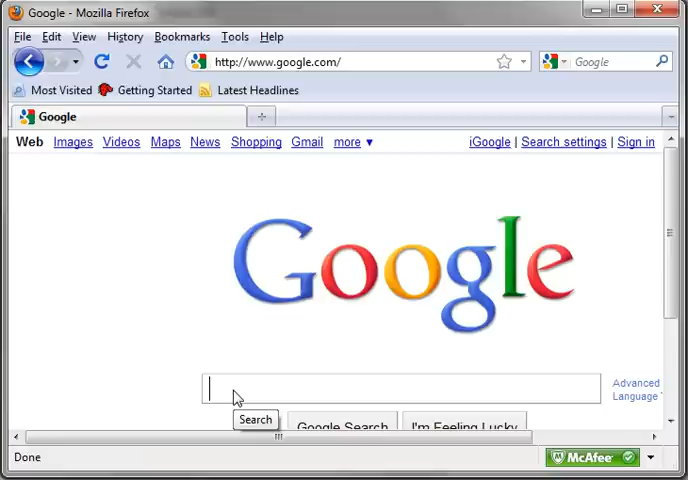 Google - Mozilla Firefox
File Edit View History Bookmarks Tools Help
http://www.google.com/ Google
Most Visited Getting Started Latest Headlines
Google
Web Images Videos Maps News Shopping Gmail more ▼ iGoogle | Search settings | Sign in
Google
Advanced
Language
Search
Google Search I'm Feeling Lucky
Done McAfee